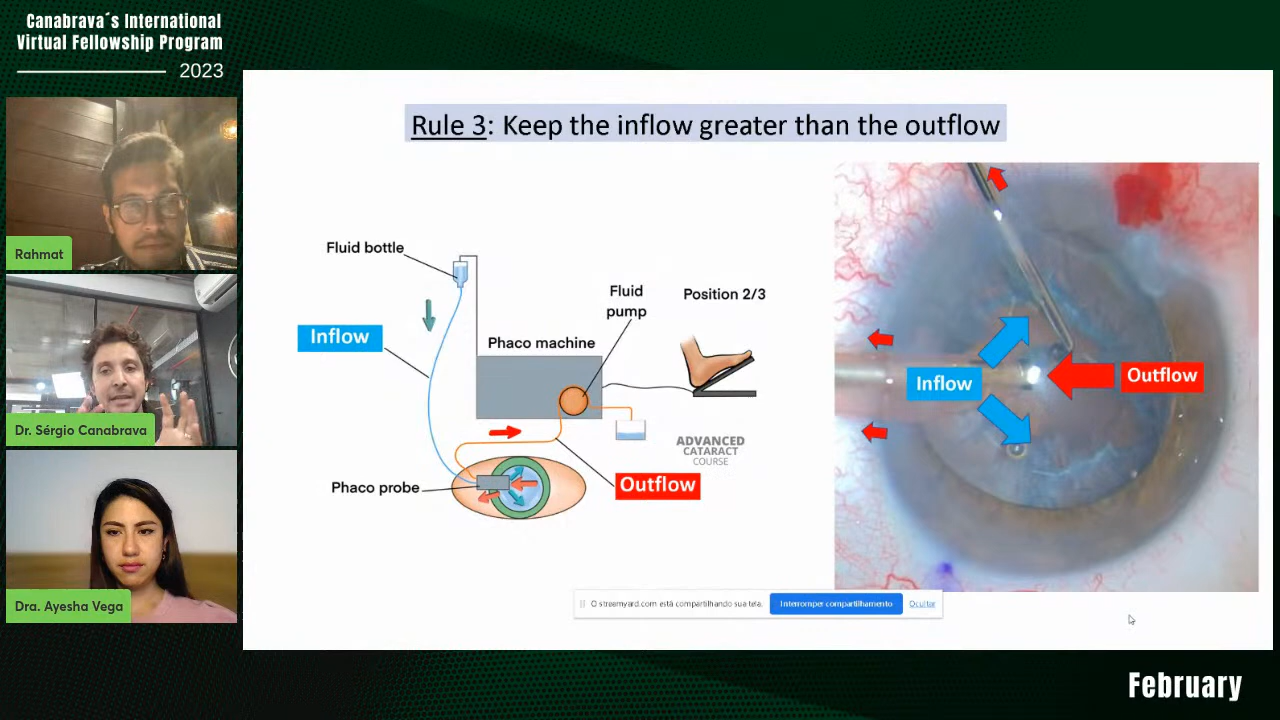 Canabrava´s International
Virtual Fellowship Program
2023
Rahmat
Dr. Sérgio Canabrava
Dra. Ayesha Vega
Rule 3: Keep the inflow greater than the outflow
Fluid bottle
Inflow
Phaco machine
Fluid
pump
Position 2/3
ADVANCED
CATARACT
COURSE
Phaco probe
Outflow
Inflow
Outflow
O streamyard.com está compartilhando sua tela.
Interromper compartilhamento
Ocultar
February